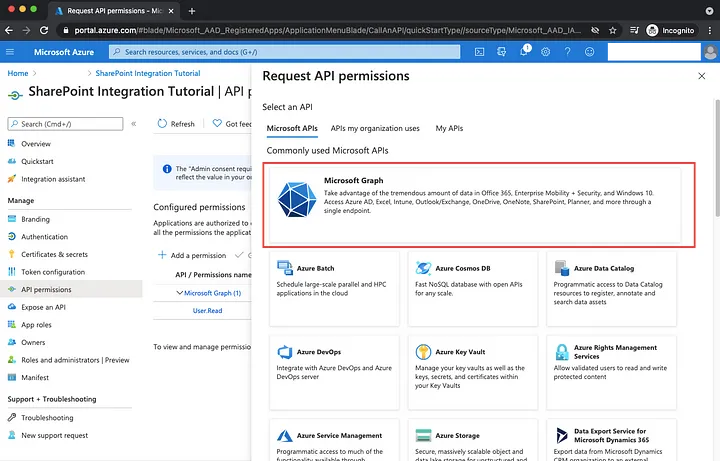 Request API permissions - Mic
portal.azure.com/#blade/Microsoft_AAD_RegisteredApps/ApplicationMenuBlade/CallAnAPI/quickStartType//sourceType/Microsoft_AAD_IA...
Incognito
Microsoft Azure
Search resources, services, and docs (G+/)
1
Home
SharePoint Integration Tutorial
SharePoint Integration Tutorial | API p
Search (Cmd+/)
Overview
Quickstart
Integration assistant
Manage
Branding
Authentication
Certificates & secrets
Token configuration
API permissions
Expose an API
App roles
Owners
Roles and administrators | Preview
Manifest
Support + Troubleshooting
Troubleshooting
New support request
Refresh
Got feed
The "Admin consent requir
reflect the value in your or
Configured permissions
Applications are authorized to c
all the permissions the applicatio
Add a permission
API / Permissions name
Microsoft Graph (1)
User.Read
To view and manage permission
Request API permissions
Select an API
Microsoft APIs
APIs my organization uses
My APIs
Commonly used Microsoft APIs
Microsoft Graph
Take advantage of the tremendous amount of data in Office 365, Enterprise Mobility + Security, and Windows 10.
Access Azure AD, Excel, Intune, Outlook/Exchange, OneDrive, OneNote, SharePoint, Planner, and more through a
single endpoint.
Azure Batch
Schedule large-scale parallel and HPC
applications in the cloud
Azure Cosmos DB
Fast NoSQL database with open APIs
for any scale.
Azure Data Catalog
Programmatic access to Data Catalog
resources to register, annotate and
search data assets
Azure DevOps
Integrate with Azure DevOps and Azure
DevOps server
Azure Key Vault
Manage your key vaults as well as the
keys, secrets, and certificates within
your Key Vaults
Azure Rights Management
Services
Allow validated users to read and write
protected content
Azure Service Management
Programmatic access to much of the
functionality available through
Azure Storage
Secure, massively scalable object and
data lake storage for unstructured and
Data Export Service for
Microsoft Dynamics 365
Export data from Microsoft Dynamics
CRM organization to an external